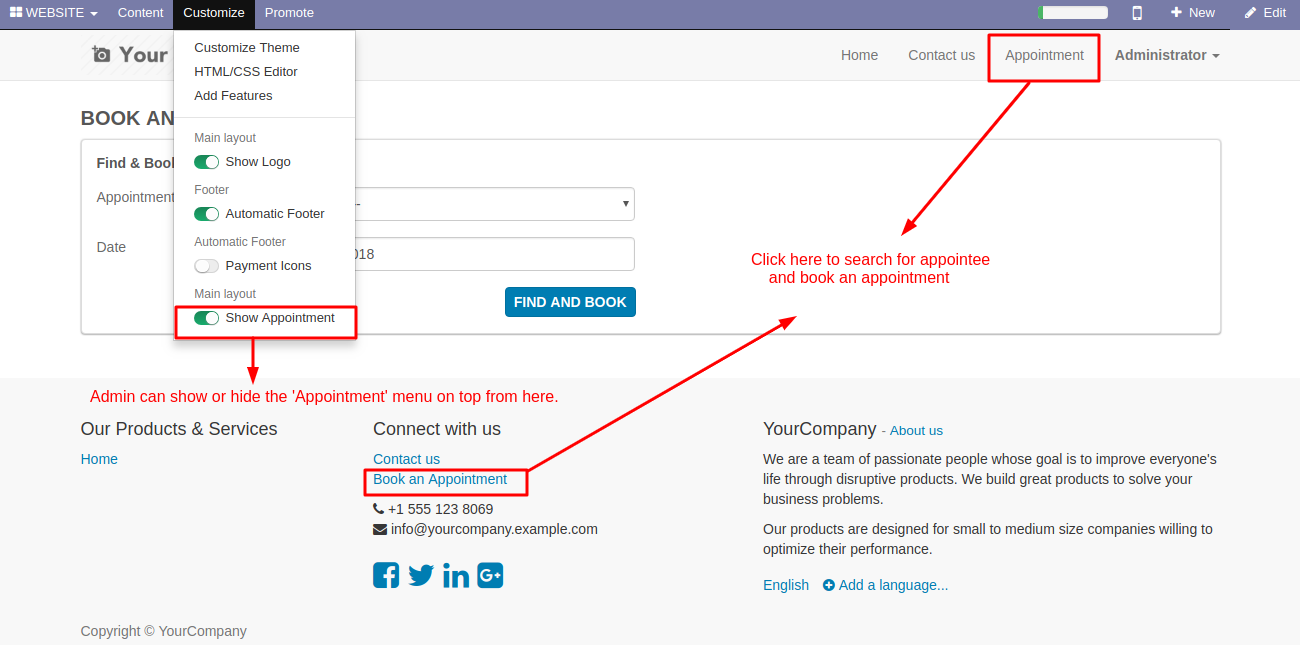 WEBSITE Content Customize Promote New Edit
Your Home Contact us Appointment Administrator
Customize Theme
HTML/CSS Editor
Add Features
Main layout
Show Logo
Footer
Automatic Footer
Automatic Footer
Payment Icons
Main layout
Show Appointment
BOOK AN
Find & Book
Appointment
Date 018
FIND AND BOOK
Click here to search for appointee
and book an appointment
Admin can show or hide the 'Appointment' menu on top from here.
Our Products & Services
Home
Connect with us
Contact us
Book an Appointment
+1 555 123 8069
info@yourcompany.example.com
YourCompany - About us
We are a team of passionate people whose goal is to improve everyone's
life through disruptive products. We build great products to solve your
business problems.
Our products are designed for small to medium size companies willing to
optimize their performance.
English Add a language...
Copyright © YourCompany